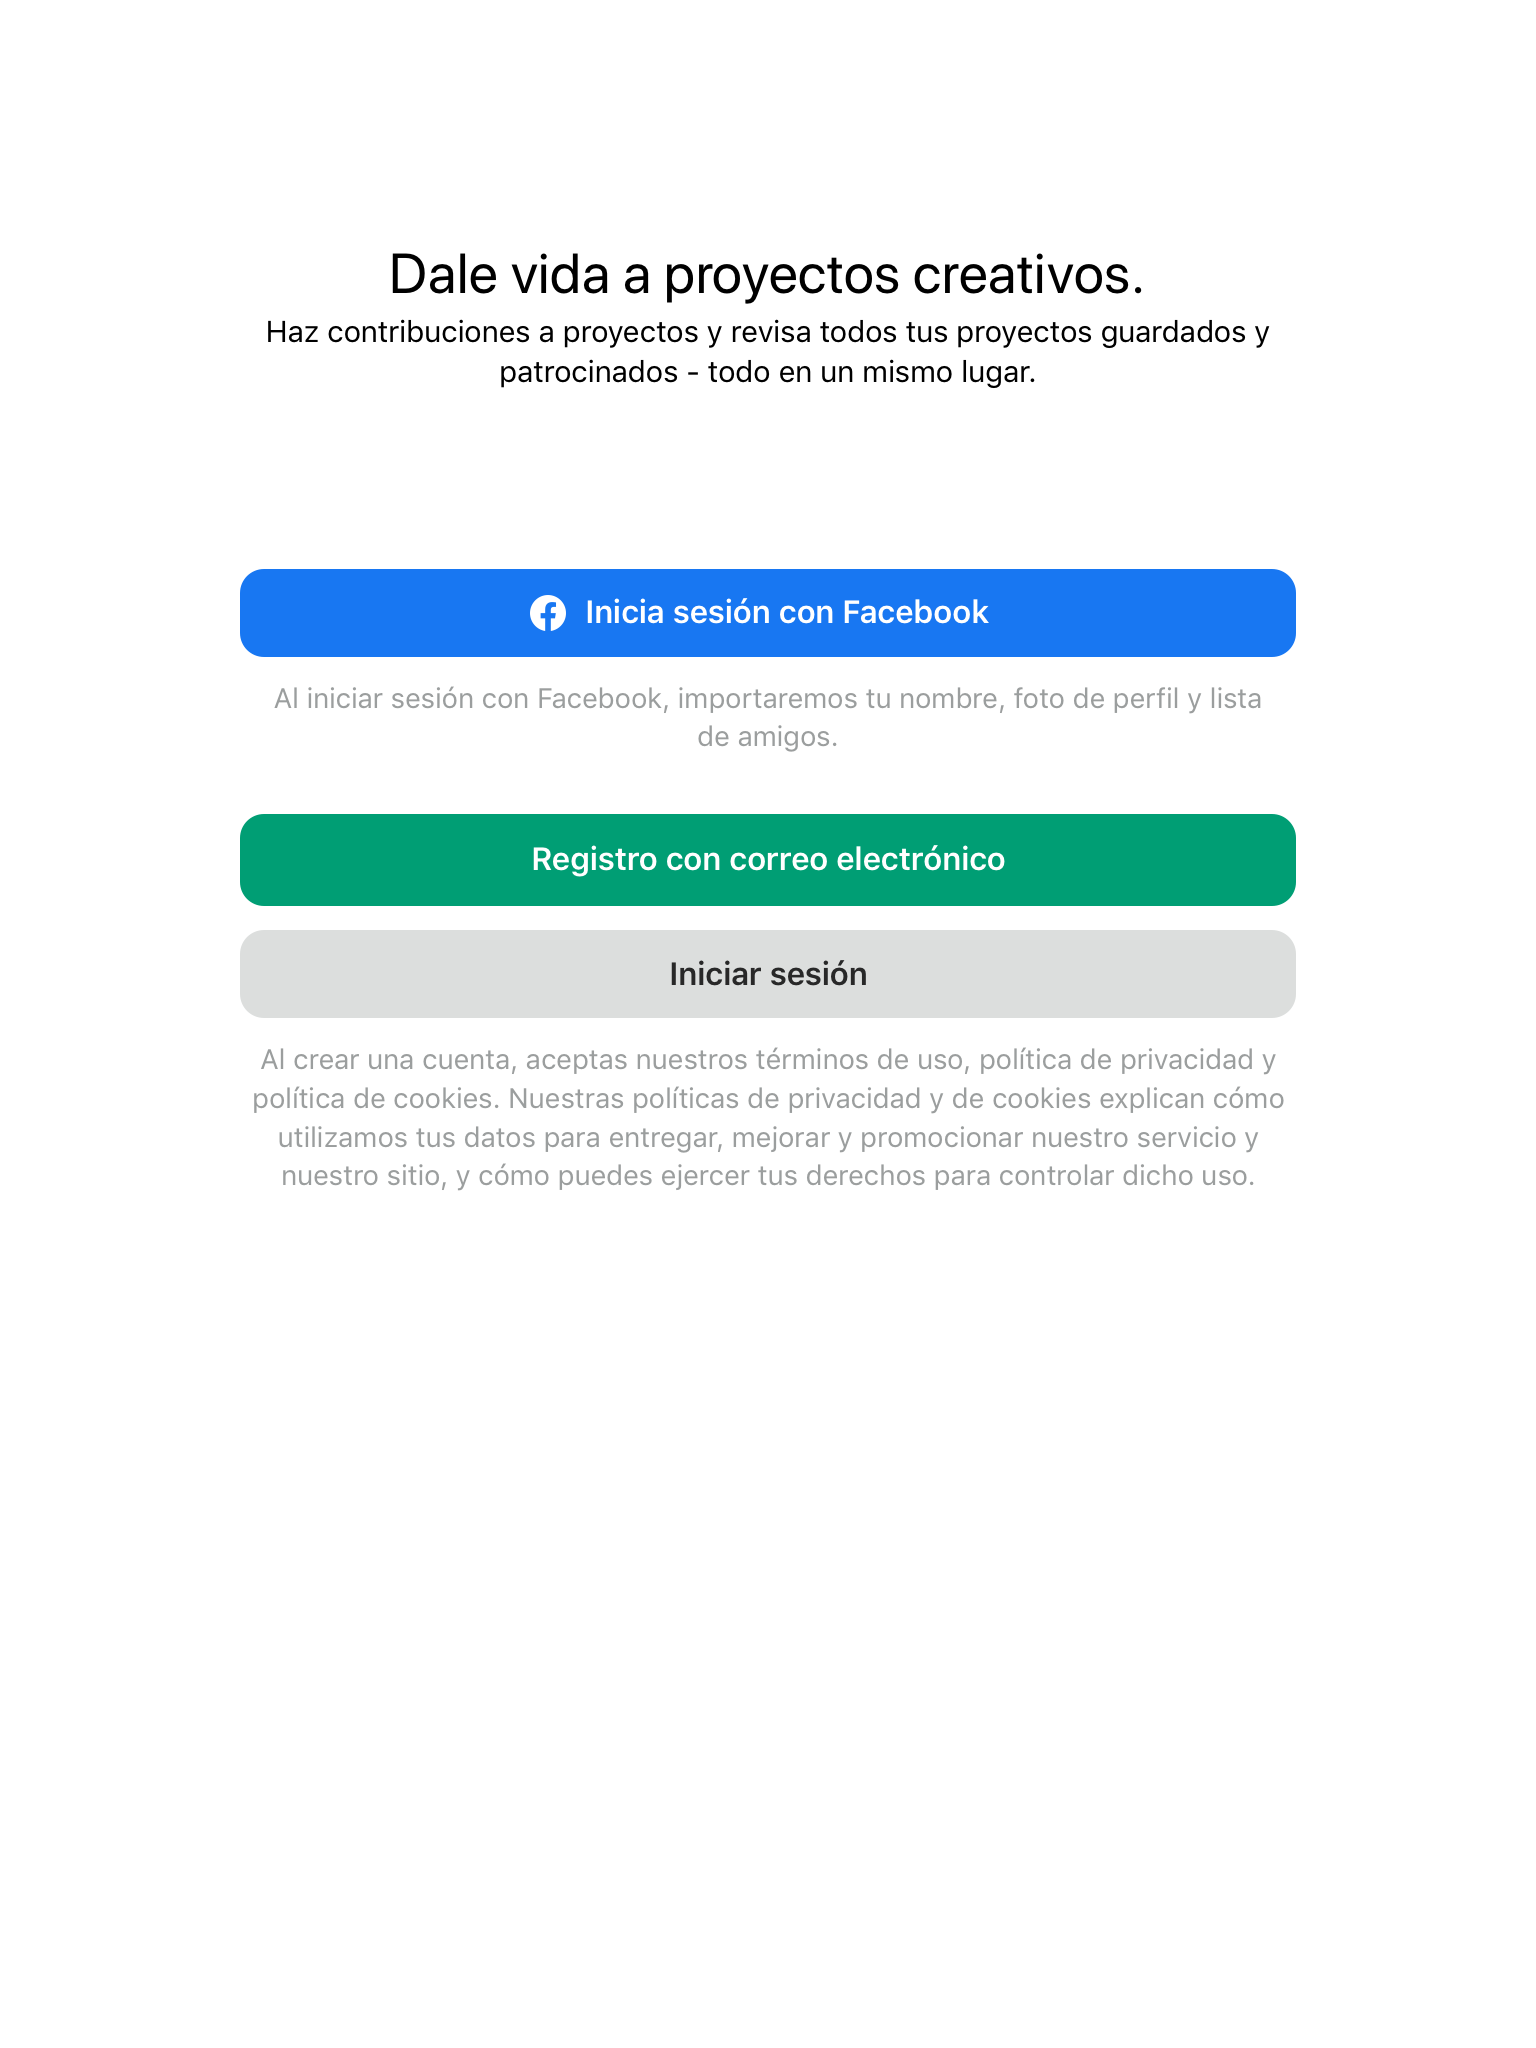 Dale vida a proyectos creativos.
Haz contribuciones a proyectos y revisa todos tus proyectos guardados y
patrocinados - todo en un mismo lugar.
Inicia sesión con Facebook
Al iniciar sesión con Facebook, importaremos tu nombre, foto de perfil y lista
de amigos.
Registro con correo electrónico
Iniciar sesión
Al crear una cuenta, aceptas nuestros términos de uso, política de privacidad y
política de cookies. Nuestras políticas de privacidad y de cookies explican cómo
utilizamos tus datos para entregar, mejorar y promocionar nuestro servicio y
nuestro sitio, y cómo puedes ejercer tus derechos para controlar dicho uso.